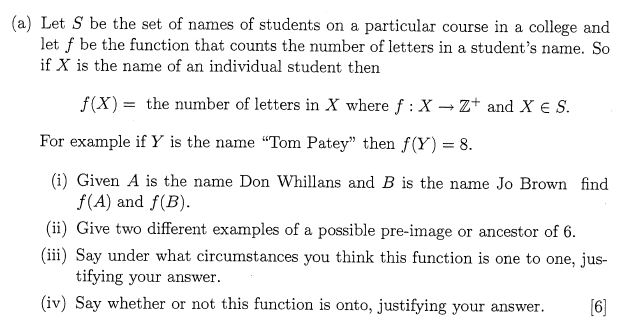 (a) Let S be the set of names of students on a particular course in a college and
let f be the function that counts the number of letters in a student's name. So
if X is the name of an individual student then
f(X) = the number of letters in X where f : X → Z⁺ and X ∈ S.
For example if Y is the name “Tom Patey” then f(Y) = 8.
(i) Given A is the name Don Whillans and B is the name Jo Brown find
f(A) and f(B).
(ii) Give two different examples of a possible pre-image or ancestor of 6.
(iii) Say under what circumstances you think this function is one to one, jus-
tifying your answer.
(iv) Say whether or not this function is onto, justifying your answer. [6]